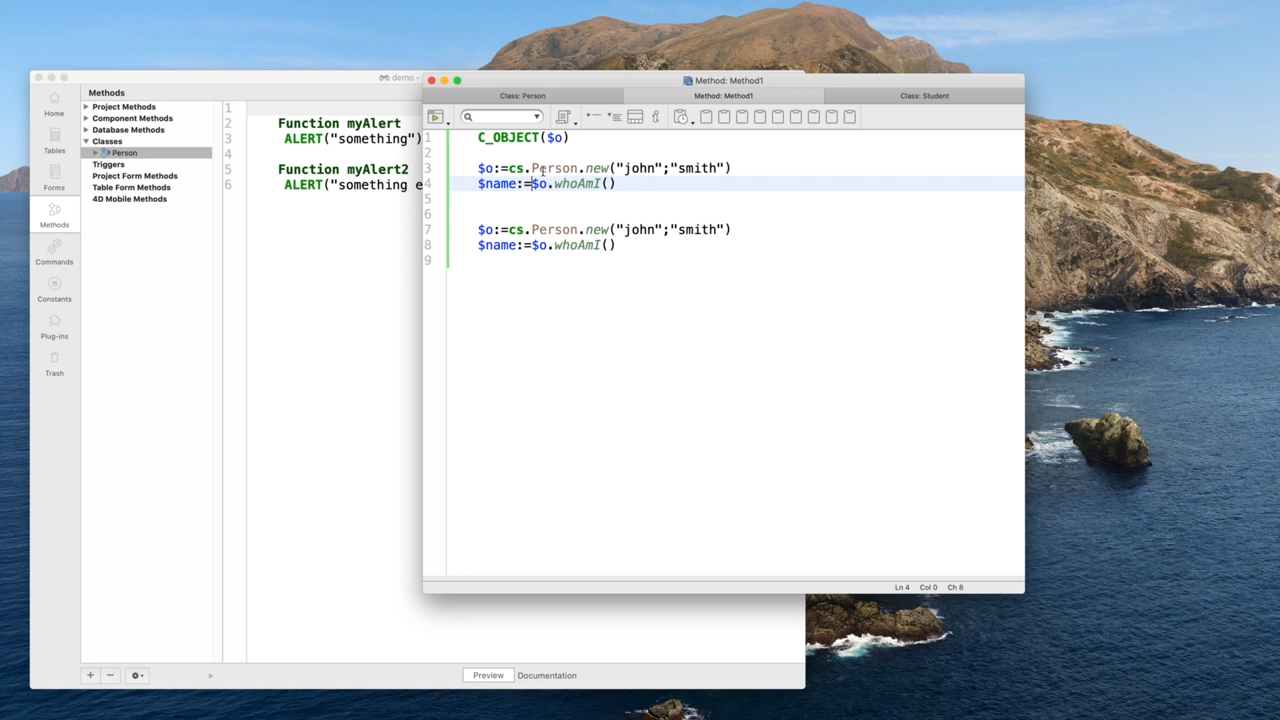 demo -
Methods
Home
Tables
Forms
Methods
Commands
Constants
Plug-ins
Trash
Project Methods
Component Methods
Database Methods
Classes
Person
Triggers
Project Form Methods
Table Form Methods
4D Mobile Methods
1
2 Function myAlert
3 ALERT("something")
4
5 Function myAlert2
6 ALERT("something e
Preview Documentation
Method: Method1
Class: Person Method: Method1 Class: Student
1 C_OBJECT($o)
2
3 $o:=cs.Person.new("john";"smith")
4 $name:=$o.whoAmI()
5
6
7 $o:=cs.Person.new("john";"smith")
8 $name:=$o.whoAmI()
9
Ln 4 Col 0 Ch 8